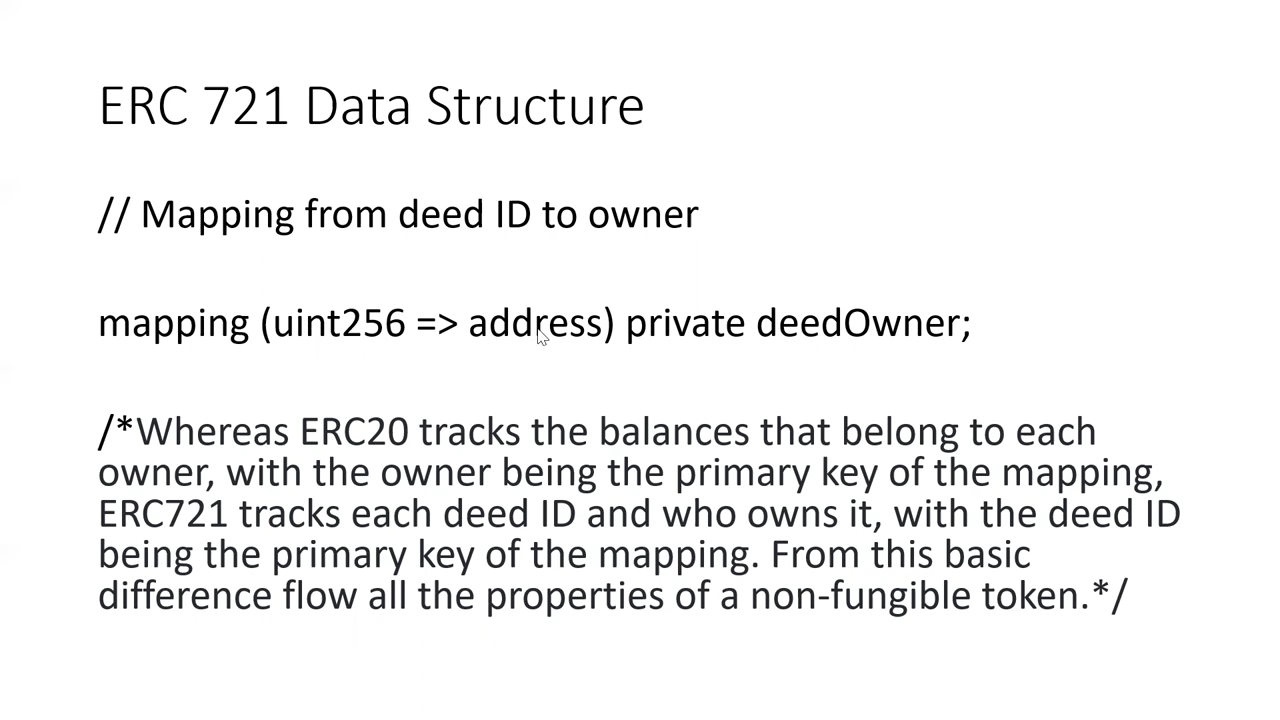 ERC 721 Data Structure
// Mapping from deed ID to owner
mapping (uint256 => address) private deedOwner;
/*Whereas ERC20 tracks the balances that belong to each
owner, with the owner being the primary key of the mapping,
ERC721 tracks each deed ID and who owns it, with the deed ID
being the primary key of the mapping. From this basic
difference flow all the properties of a non-fungible token.*/